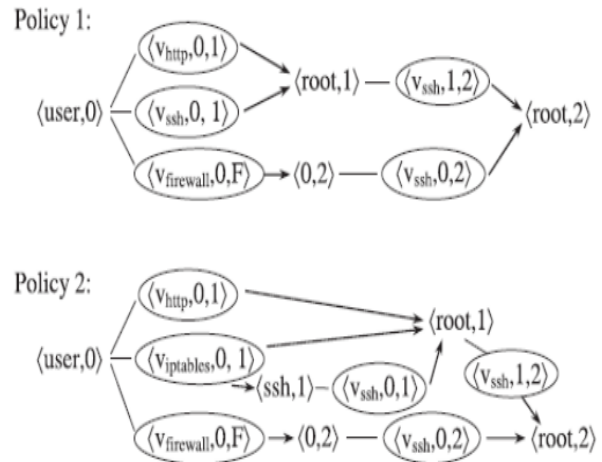 Policy 1:
⟨v_http,0,1⟩
⟨user,0⟩ ⟨v_ssh,0, 1⟩ ⟨root,1⟩ ⟨v_ssh,1,2⟩ ⟨root,2⟩
⟨v_firewall,0,F⟩ ⟨0,2⟩ ⟨v_ssh,0,2⟩
Policy 2:
⟨v_http,0,1⟩
⟨root,1⟩
⟨user,0⟩ ⟨v_iptables,0, 1⟩
⟨ssh,1⟩ ⟨v_ssh,0,1⟩ ⟨v_ssh,1,2⟩
⟨v_firewall,0,F⟩ ⟨0,2⟩ ⟨v_ssh,0,2⟩ ⟨root,2⟩